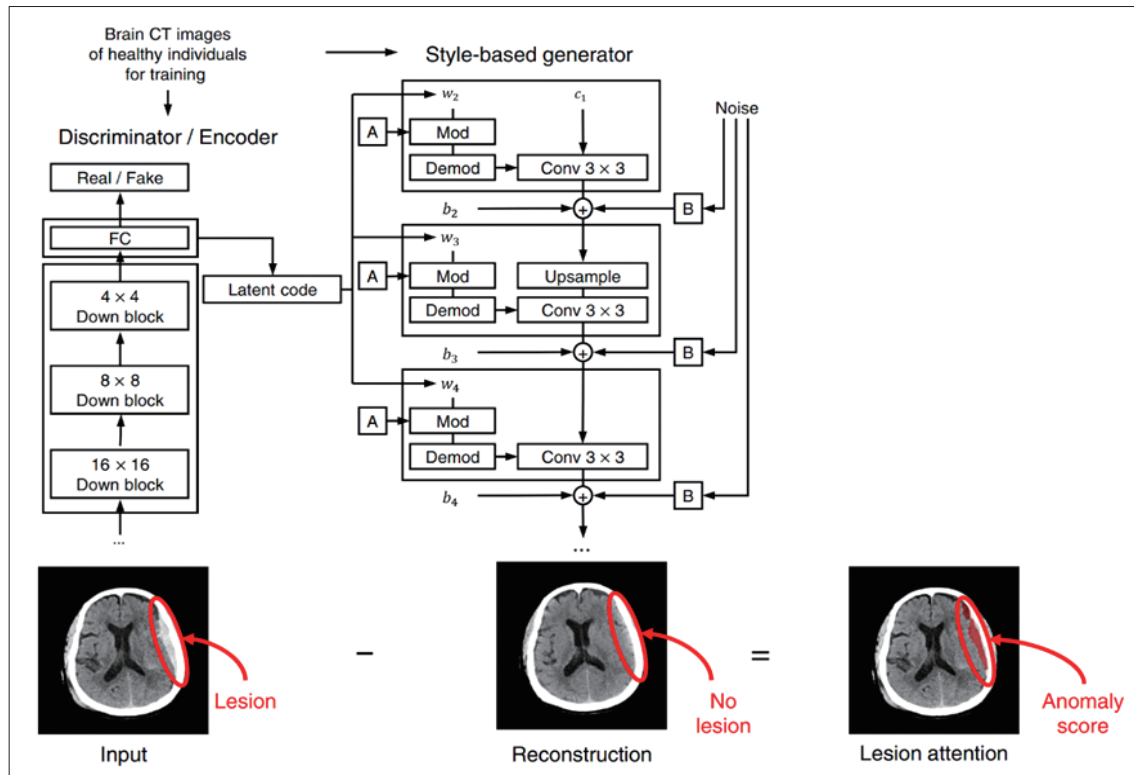 Brain CT images
of healthy individuals
for training
Style-based generator
Discriminator / Encoder
Real / Fake
FC
Latent code
4 × 4
Down block
8 × 8
Down block
16 × 16
Down block
...
w2
c1
Noise
A
Mod
Demod
Conv 3 × 3
b2
+
B
w3
A
Mod
Upsample
Demod
Conv 3 × 3
b3
+
B
w4
A
Mod
Demod
Conv 3 × 3
b4
+
B
...
Lesion
−
No
lesion
=
Anomaly
score
Input
Reconstruction
Lesion attention